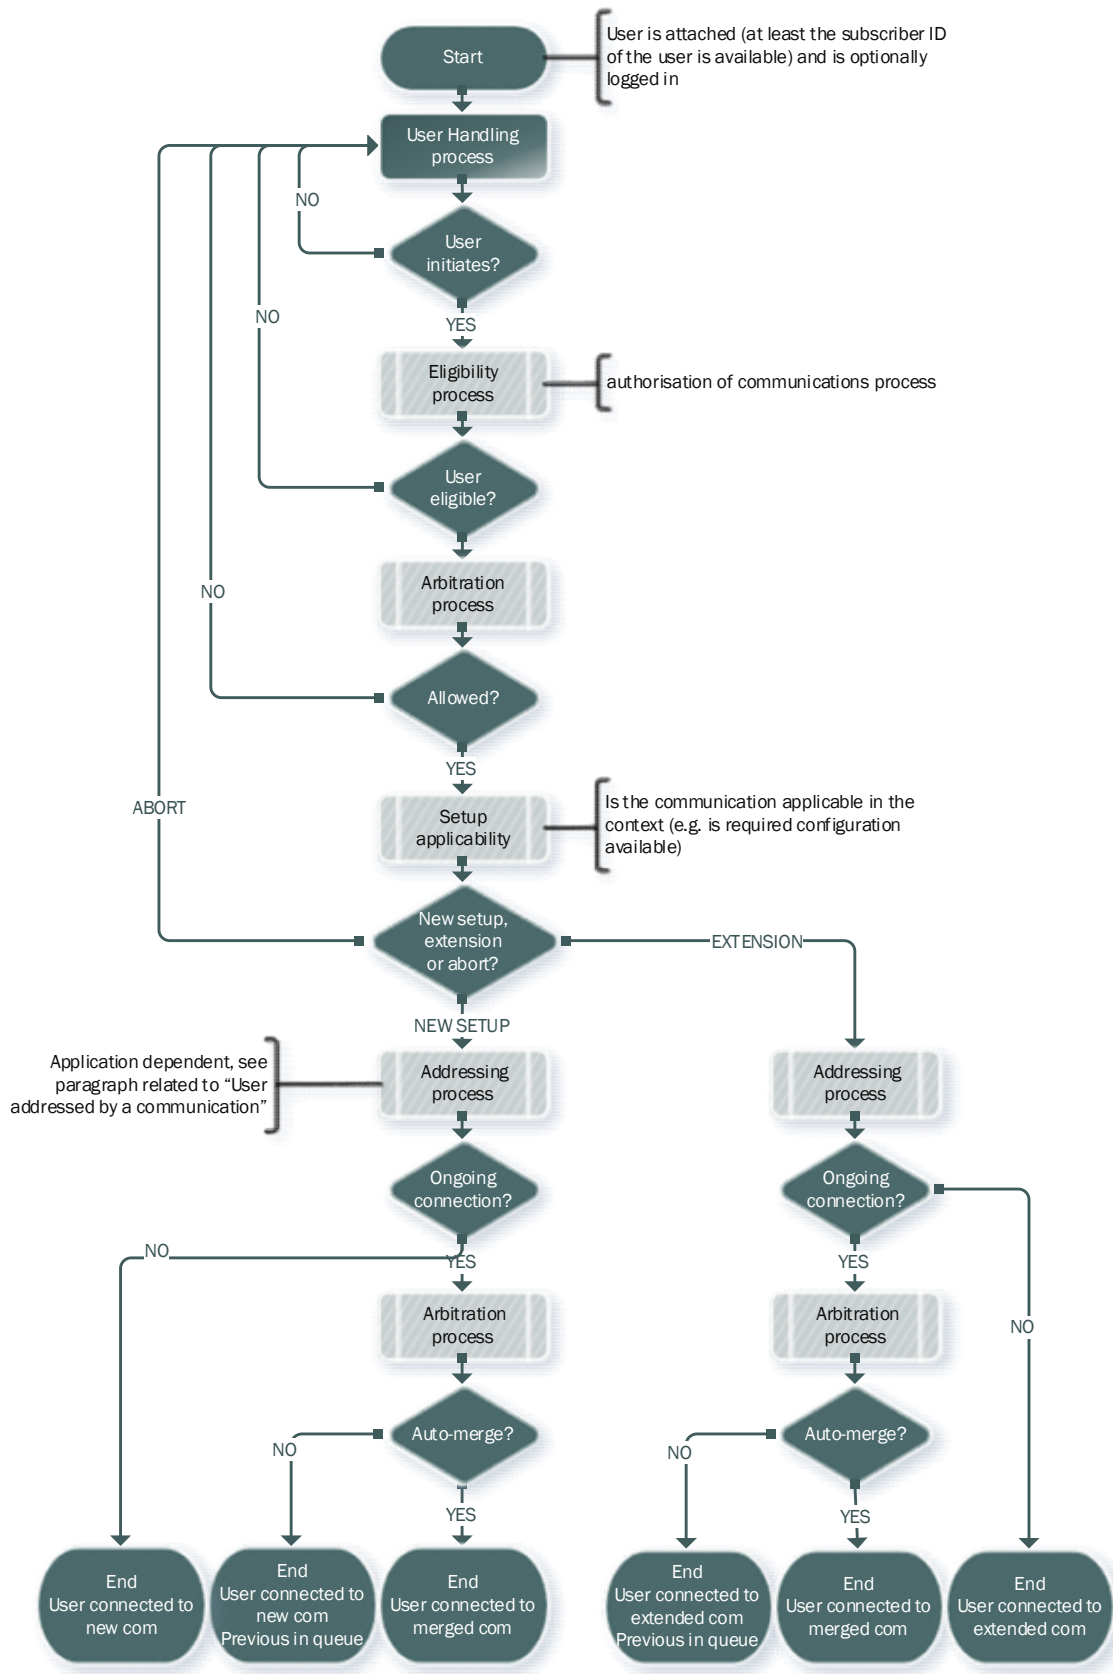 Start
User is attached (at least the subscriber ID
of the user is available) and is optionally
logged in
User Handling
process
NO
User
initiates?
NO
YES
Eligibility
process
authorisation of communications process
User
eligible?
Arbitration
process
NO
Allowed?
YES
ABORT
Setup
applicability
Is the communication applicable in the
context (e.g. is required configuration
available)
New setup,
extension
or abort?
EXTENSION
NEW SETUP
Application dependent, see
paragraph related to “User
addressed by a communication”
Addressing
process
Addressing
process
Ongoing
connection?
Ongoing
connection?
NO
YES
YES
Arbitration
process
Arbitration
process
NO
Auto-merge?
Auto-merge?
NO
NO
YES
YES
End
User connected to
new com
End
User connected to
new com
Previous in queue
End
User connected to
merged com
End
User connected to
extended com
Previous in queue
End
User connected to
merged com
End
User connected to
extended com